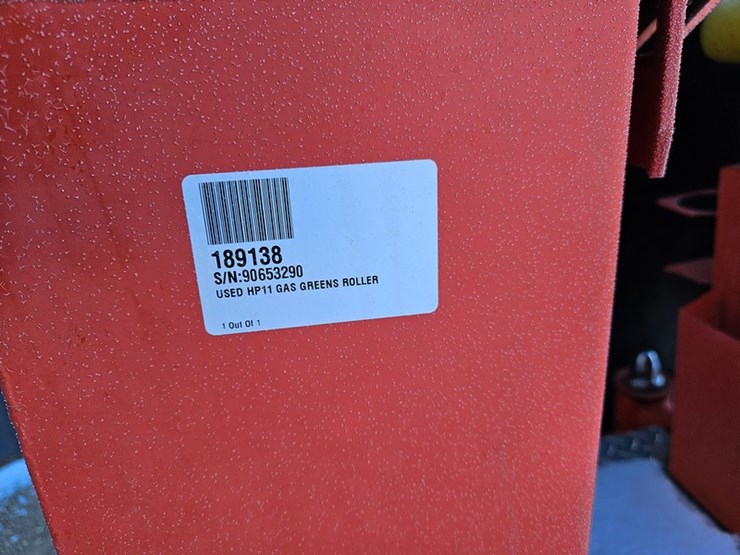 189138
S/N:90653290
USED HP11 GAS GREENS ROLLER
1 Out Of 1